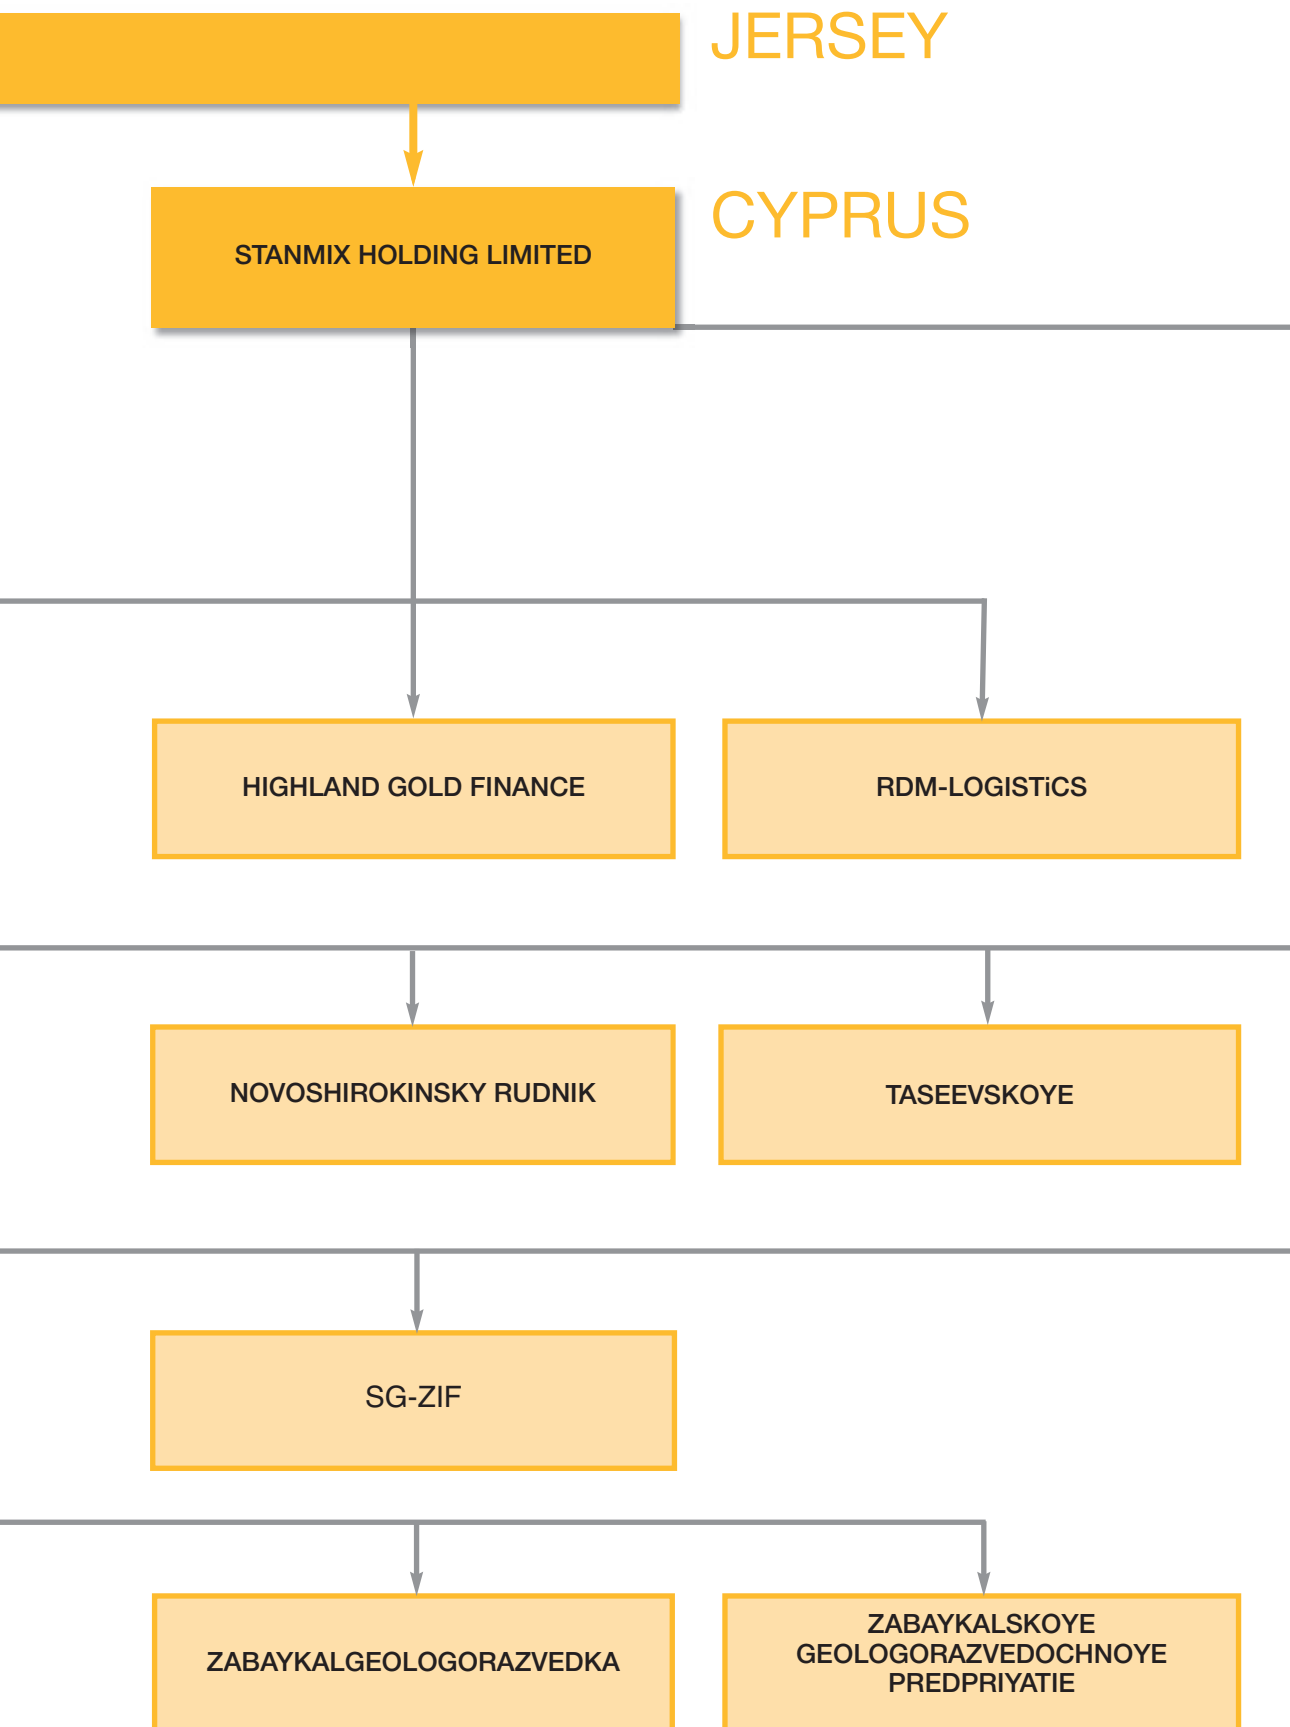 JERSEY
CYPRUS
STANMIX HOLDING LIMITED
HIGHLAND GOLD FINANCE
RDM-LOGISTiCS
NOVOSHIROKINSKY RUDNIK
TASEEVSKOYE
SG-ZIF
ZABAYKALGEOLOGORAZVEDKA
ZABAYKALSKOYE
GEOLOGORAZVEDOCHNOYE
PREDPRIYATIE